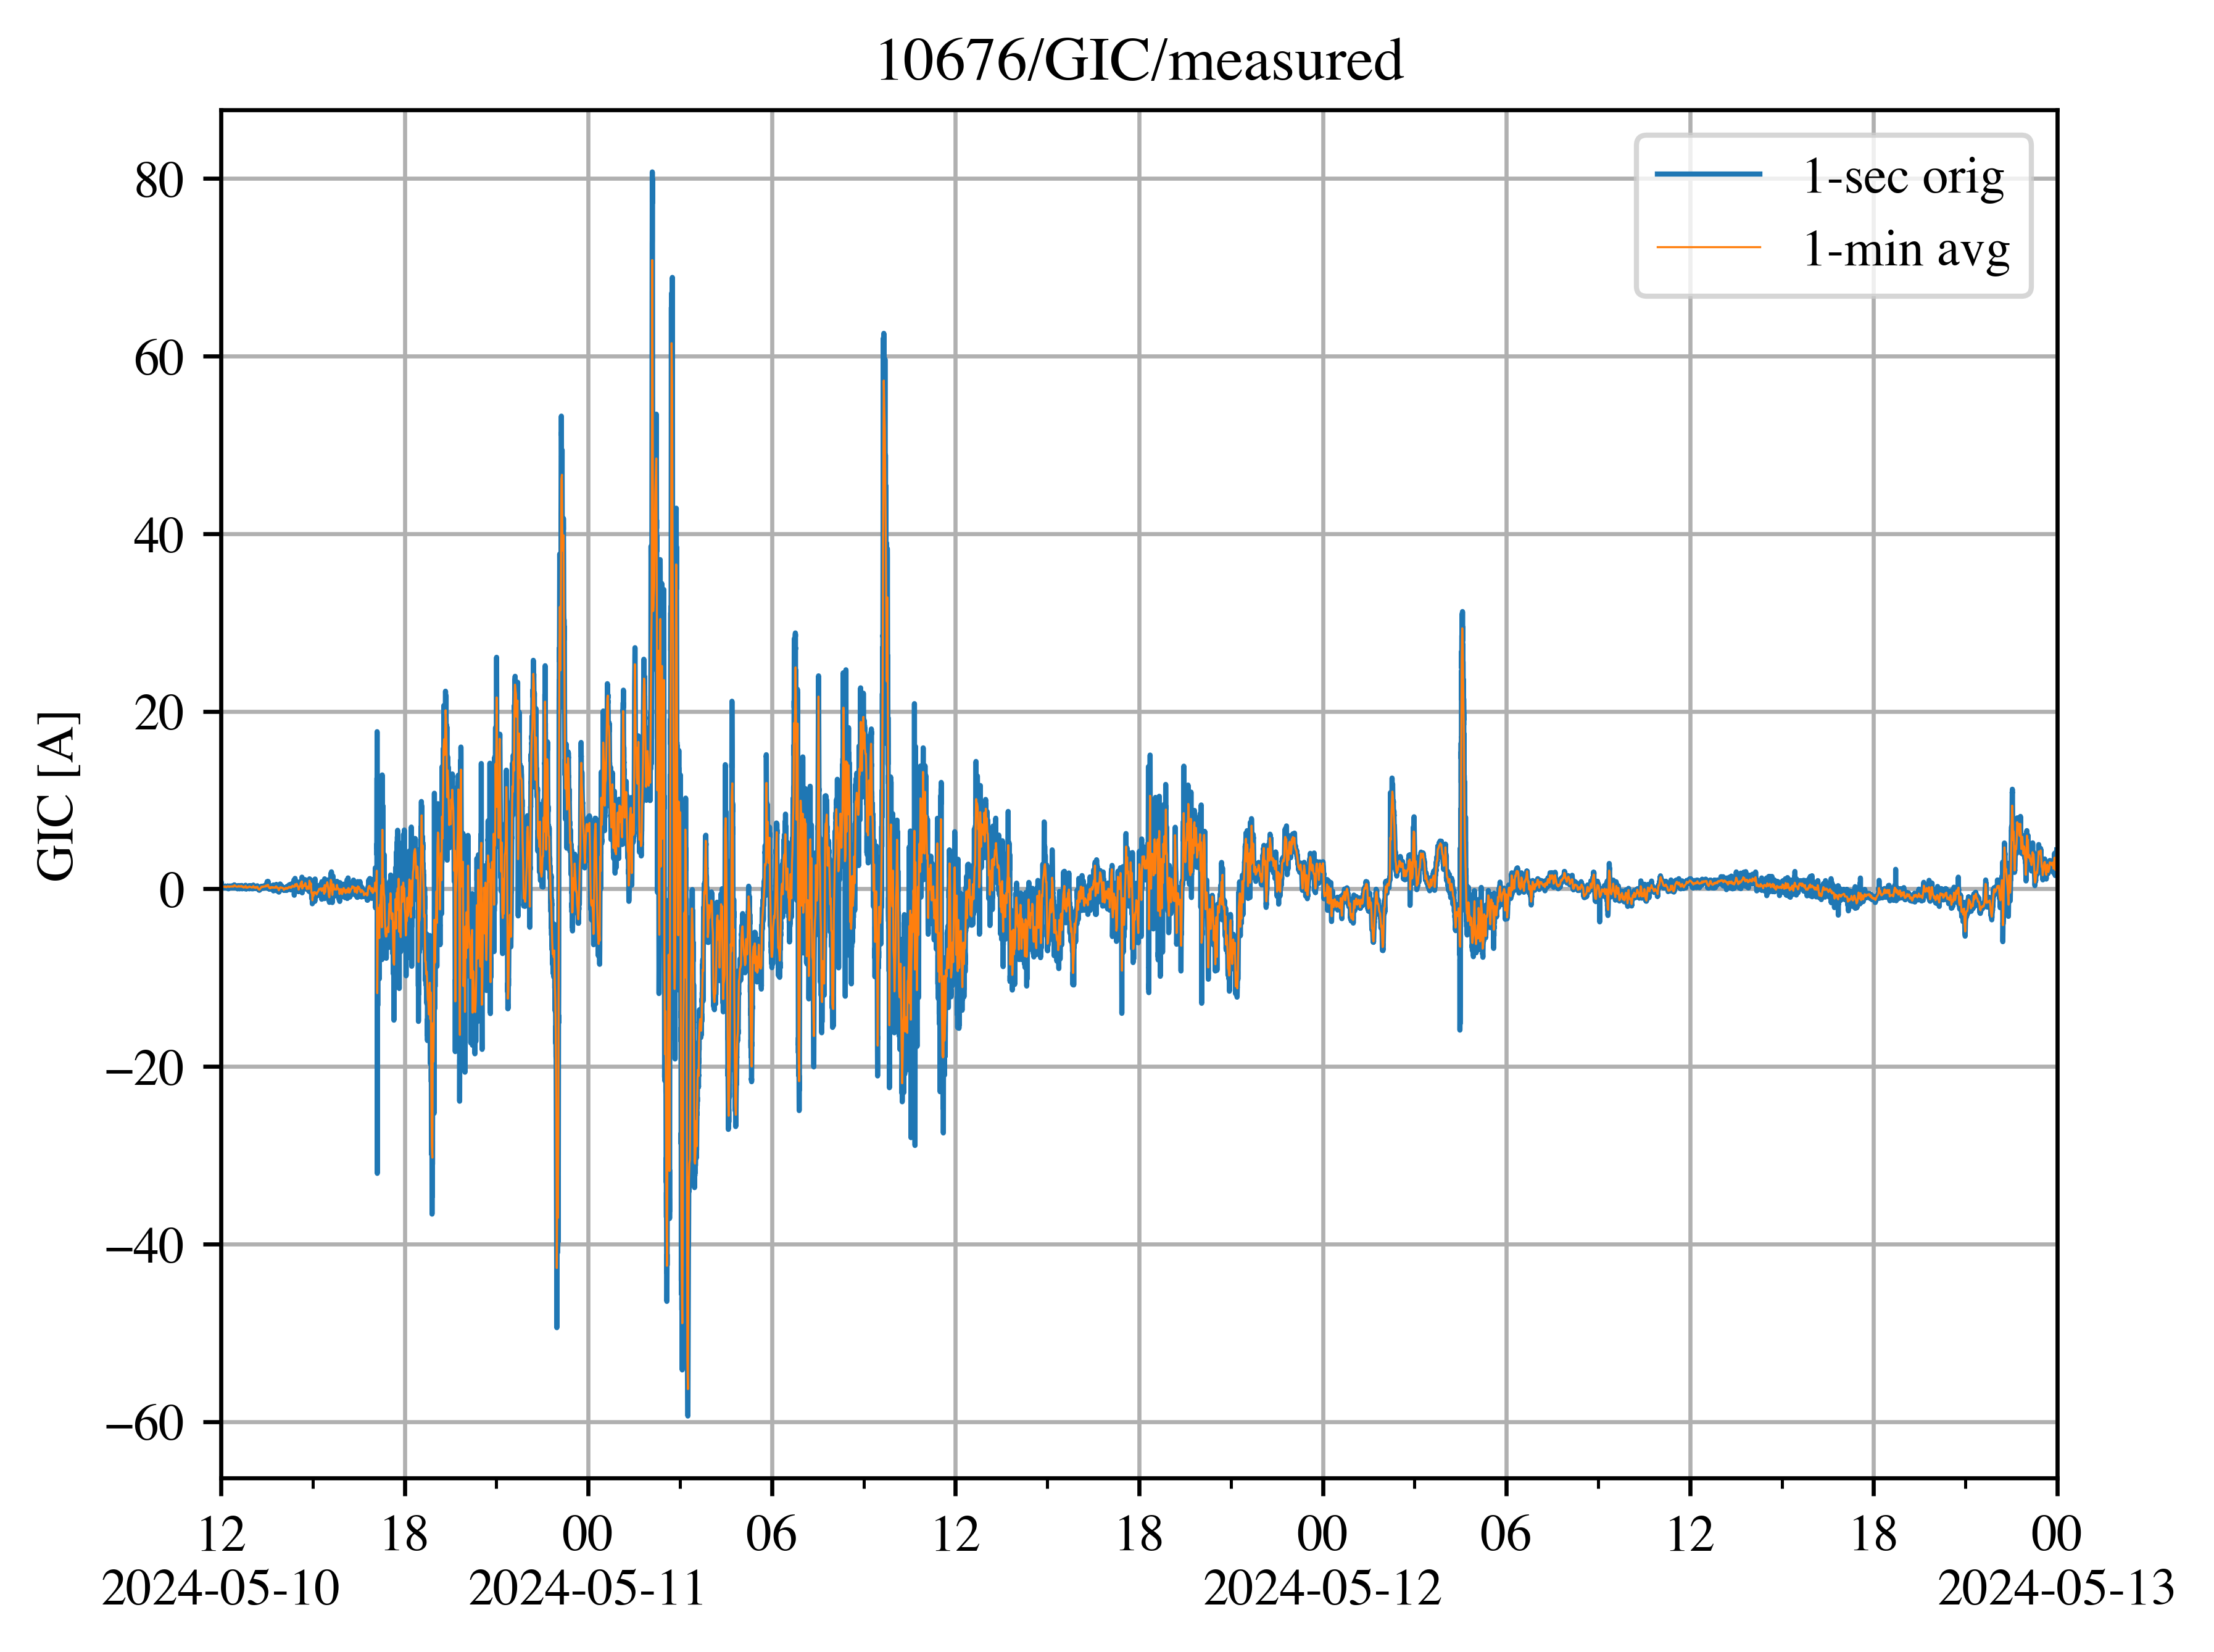 10676/GIC/measured
1-sec orig
1-min avg
GIC [A]
80
60
40
20
0
−20
−40
−60
12 18 00 06 12 18 00 06 12 18 00
2024-05-10 2024-05-11 2024-05-12 2024-05-13